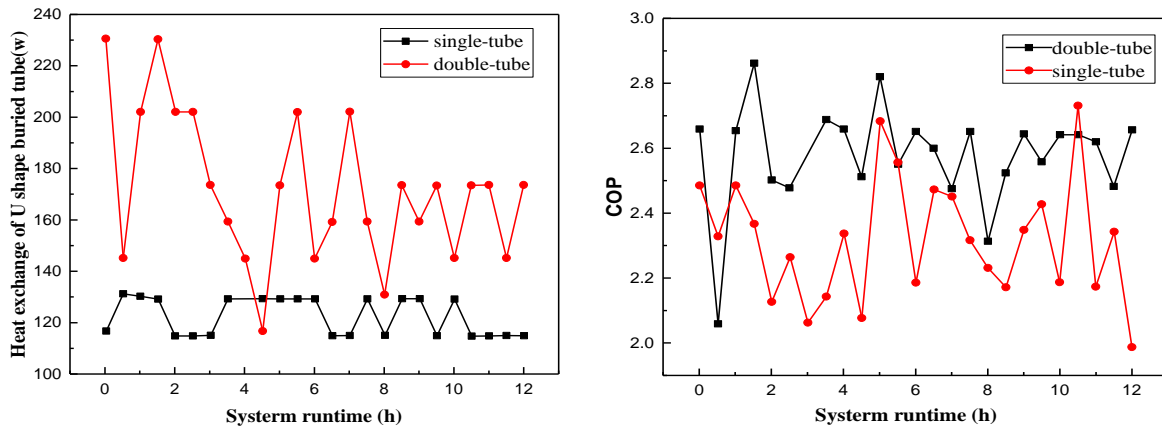 Heat exchange of U shape buried tube(w)
240
220
200
180
160
140
120
100
single-tube
double-tube
0 2 4 6 8 10 12
Systerm runtime (h)
COP
3.0
2.8
2.6
2.4
2.2
2.0
double-tube
single-tube
0 2 4 6 8 10 12
Systerm runtime (h)